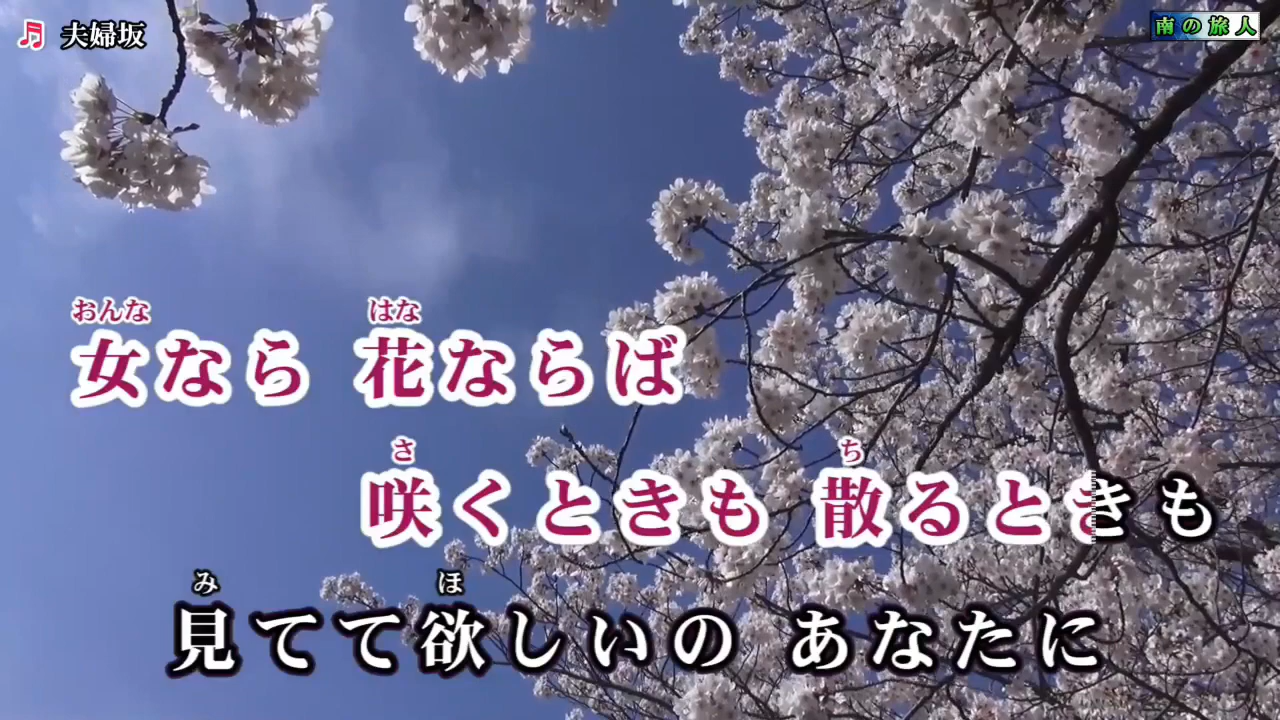 夫婦坂
南の旅人
おんな はな
女なら 花ならば
さ ち
咲くときも 散るときも
み ほ
見てて欲しいの あなたに